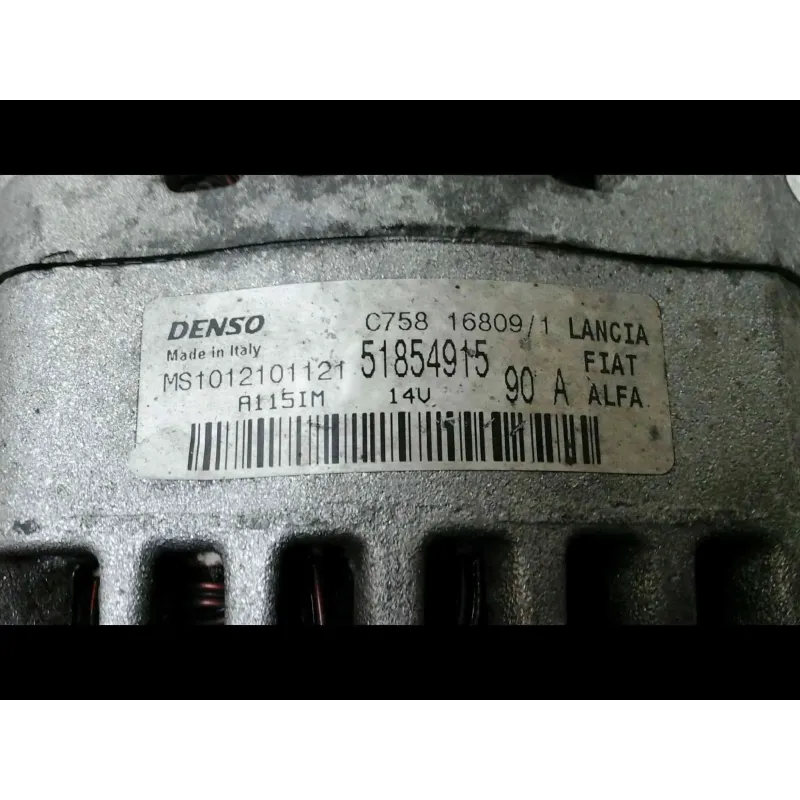 DENSO C758 16809/1 LANCIA
Made in Italy 51854915 FIAT
MS1012101121 90 A ALFA
A115IM 14V